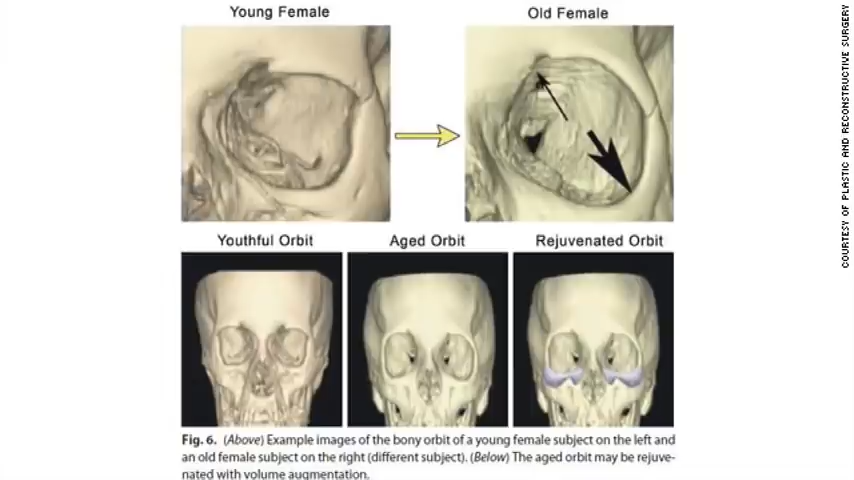 Young Female
Old Female
Youthful Orbit
Aged Orbit
Rejuvenated Orbit
Fig. 6. (Above) Example images of the bony orbit of a young female subject on the left and
an old female subject on the right (different subject). (Below) The aged orbit may be rejuve-
nated with volume augmentation.
COURTESY OF PLASTIC AND RECONSTRUCTIVE SURGERY